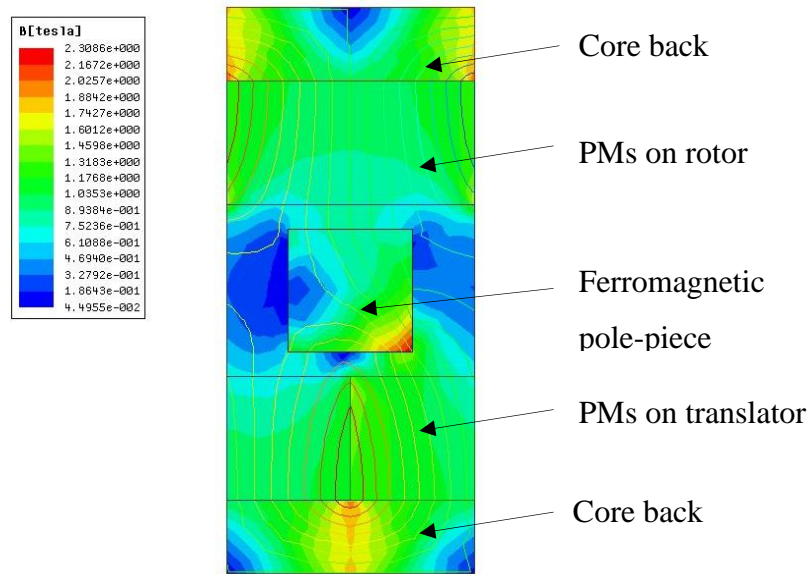 B[tesla]
2.3086e+000
2.1672e+000
2.0257e+000
1.8842e+000
1.7427e+000
1.6012e+000
1.4598e+000
1.3183e+000
1.1768e+000
1.0353e+000
8.9384e-001
7.5236e-001
6.1088e-001
4.6940e-001
3.2792e-001
1.8643e-001
4.4955e-002
Core back
PMs on rotor
Ferromagnetic
pole-piece
PMs on translator
Core back